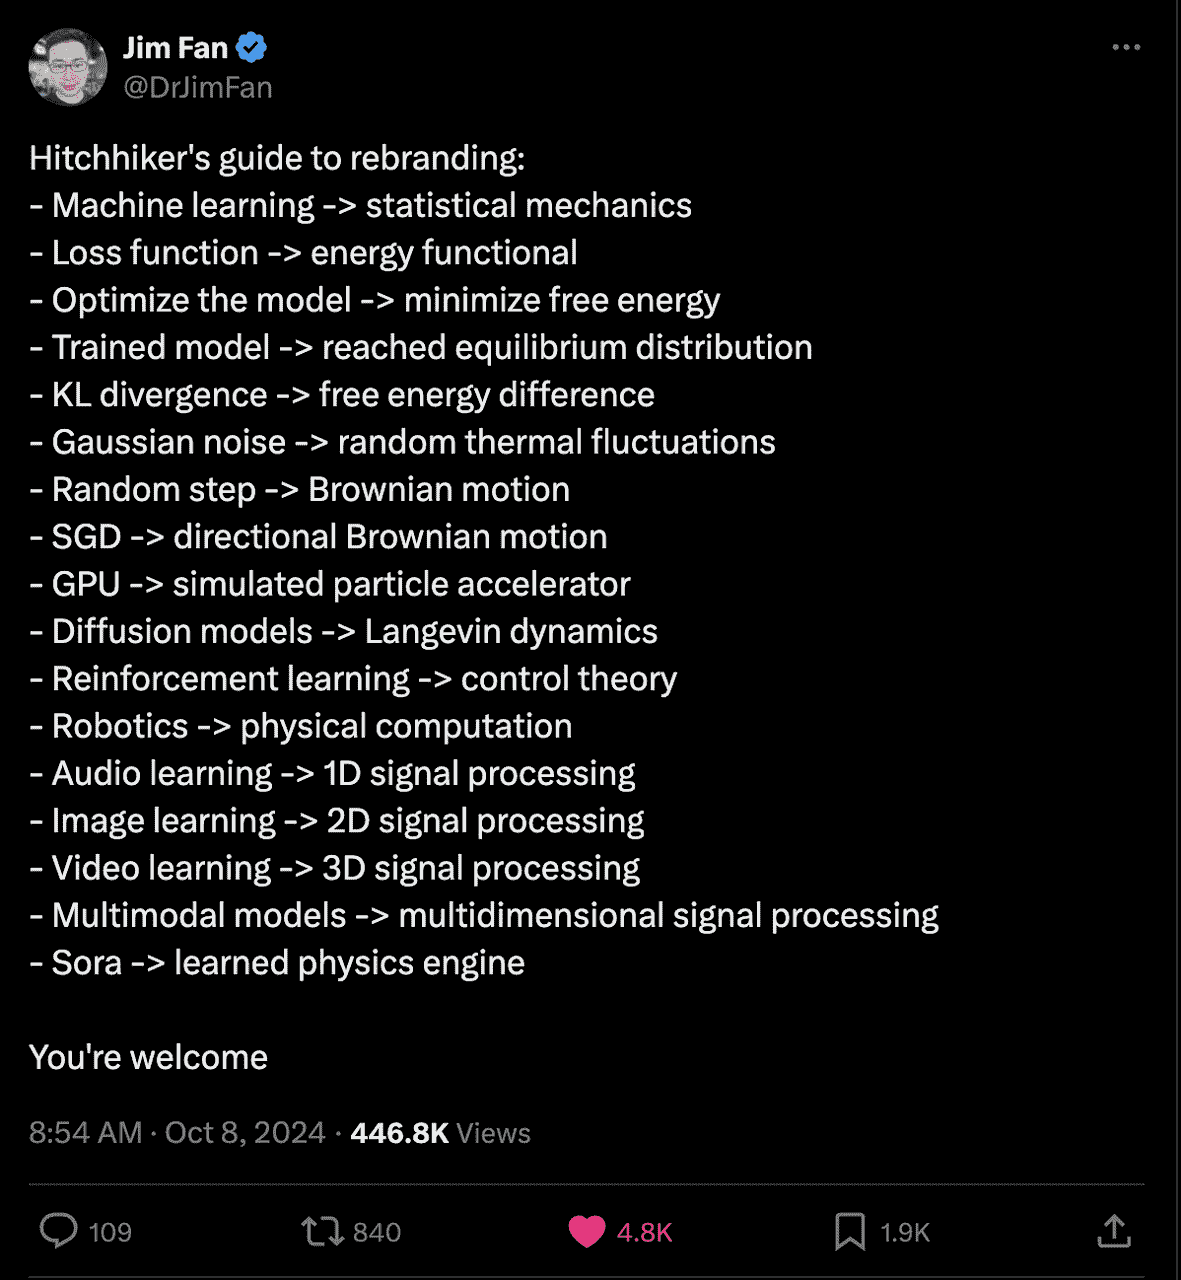 Jim Fan
@DrJimFan
Hitchhiker's guide to rebranding:
- Machine learning -> statistical mechanics
- Loss function -> energy functional
- Optimize the model -> minimize free energy
- Trained model -> reached equilibrium distribution
- KL divergence -> free energy difference
- Gaussian noise -> random thermal fluctuations
- Random step -> Brownian motion
- SGD -> directional Brownian motion
- GPU -> simulated particle accelerator
- Diffusion models -> Langevin dynamics
- Reinforcement learning -> control theory
- Robotics -> physical computation
- Audio learning -> 1D signal processing
- Image learning -> 2D signal processing
- Video learning -> 3D signal processing
- Multimodal models -> multidimensional signal processing
- Sora -> learned physics engine
You're welcome
8:54 AM · Oct 8, 2024 · 446.8K Views
109 840 4.8K 1.9K